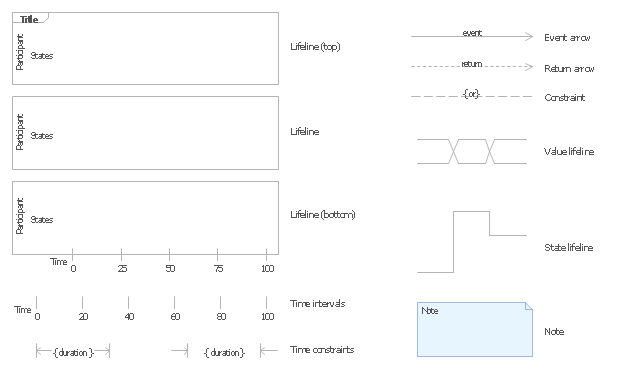 Title
Participant
States
Lifeline (top)
Participant
States
Lifeline
Participant
States
Lifeline (bottom)
Time
0 25 50 75 100
Time
0 20 40 60 80 100
Time intervals
{duration} {duration}
Time constraints
event
Event arrow
return
Return arrow
{or}
Constraint
Value lifeline
State lifeline
Note
Note